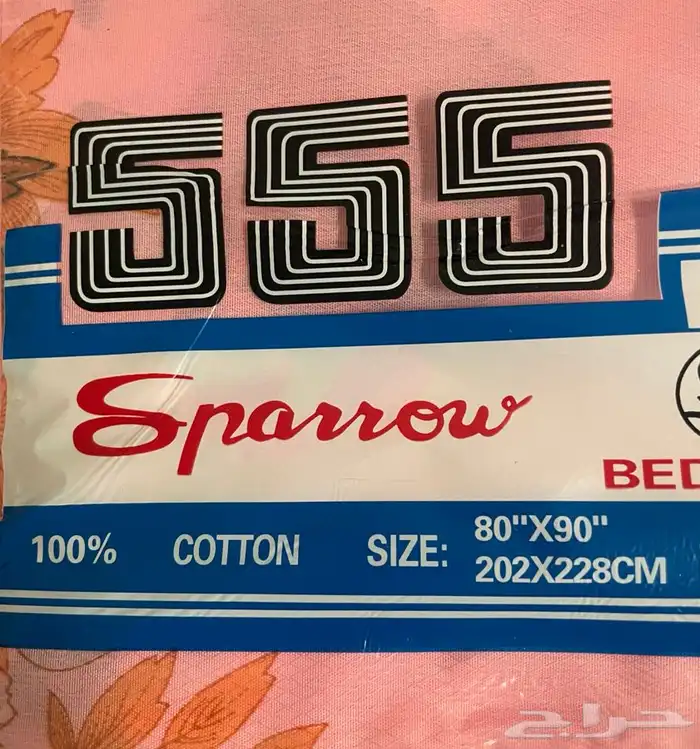 555
Sparrow
BED
100% COTTON SIZE: 80"X90"
202X228CM
حراج